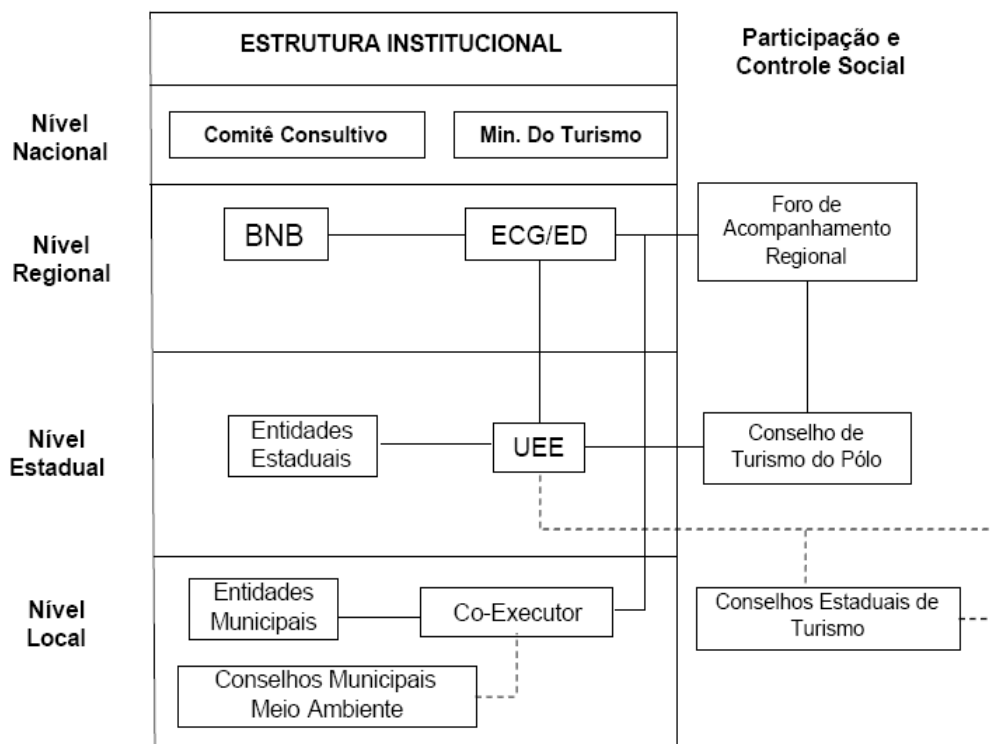 ESTRUTURA INSTITUCIONAL
Participação e
Controle Social
Nível
Nacional
Comitê Consultivo
Min. Do Turismo
Nível
Regional
BNB
ECG/ED
Foro de
Acompanhamento
Regional
Nível
Estadual
Entidades
Estaduais
UEE
Conselho de
Turismo do Pólo
Nível
Local
Entidades
Municipais
Co-Executor
Conselhos Estaduais de
Turismo
Conselhos Municipais
Meio Ambiente